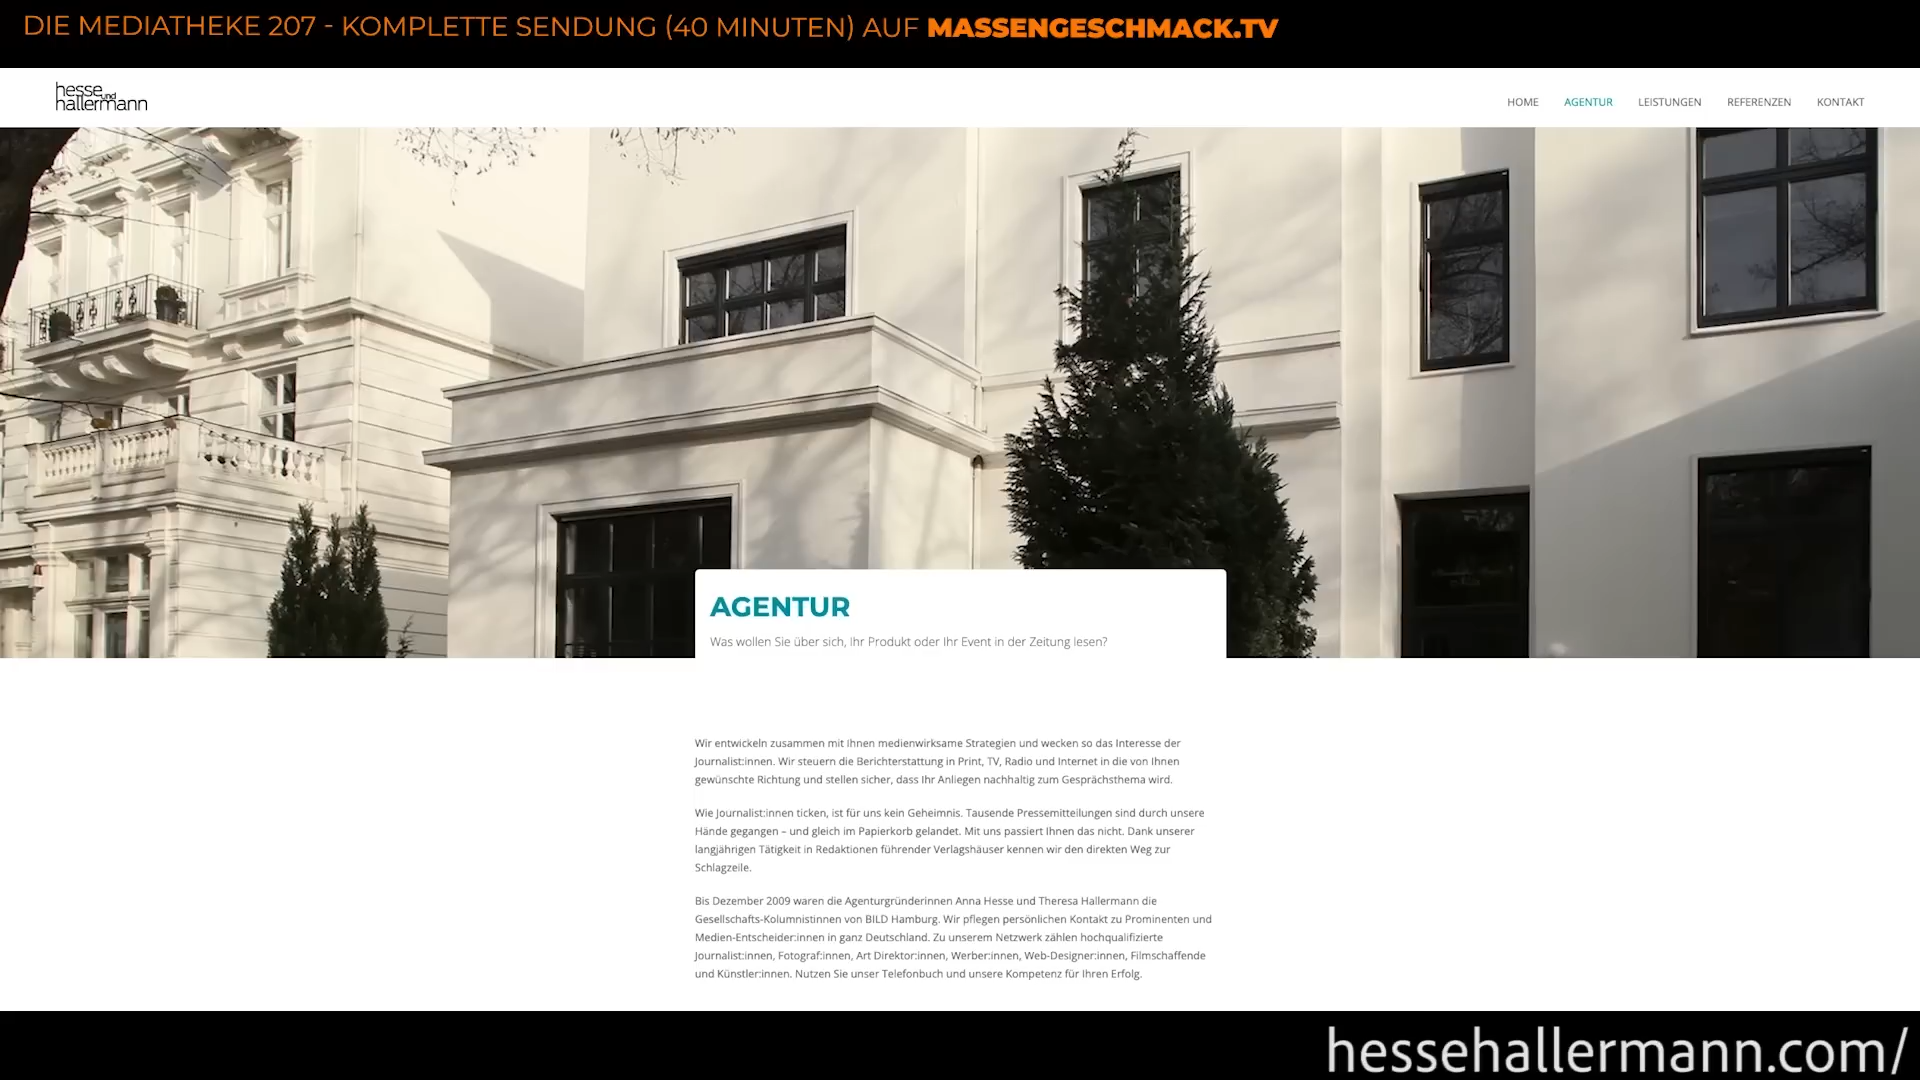 DIE MEDIATHEKE 207 - KOMPLETTE SENDUNG (40 MINUTEN) AUF MASSENGESCHMACK.TV
hesse und
hallermann
HOME AGENTUR LEISTUNGEN REFERENZEN KONTAKT
AGENTUR
Was wollen Sie über sich, Ihr Produkt oder Ihr Event in der Zeitung lesen?
Wir entwickeln zusammen mit Ihnen medienwirksame Strategien und wecken so das Interesse der
Journalist:innen. Wir steuern die Berichterstattung in Print, TV, Radio und Internet in die von Ihnen
gewünschte Richtung und stellen sicher, dass Ihr Anliegen nachhaltig zum Gesprächsthema wird.
Wie Journalist:innen ticken, ist für uns kein Geheimnis. Tausende Pressemitteilungen sind durch unsere
Hände gegangen – und gleich im Papierkorb gelandet. Mit uns passiert Ihnen das nicht. Dank unserer
langjährigen Tätigkeit in Redaktionen führender Verlagshäuser kennen wir den direkten Weg zur
Schlagzeile.
Bis Dezember 2009 waren die Agenturgründerinnen Anna Hesse und Theresa Hallermann die
Gesellschafts-Kolumnistinnen von BILD Hamburg. Wir pflegen persönlichen Kontakt zu Prominenten und
Medien-Entscheider:innen in ganz Deutschland. Zu unserem Netzwerk zählen hochqualifizierte
Journalist:innen, Fotograf:innen, Art Direktor:innen, Werber:innen, Web-Designer:innen, Filmschaffende
und Künstler:innen. Nutzen Sie unser Telefonbuch und unsere Kompetenz für Ihren Erfolg.
hessehallermann.com/